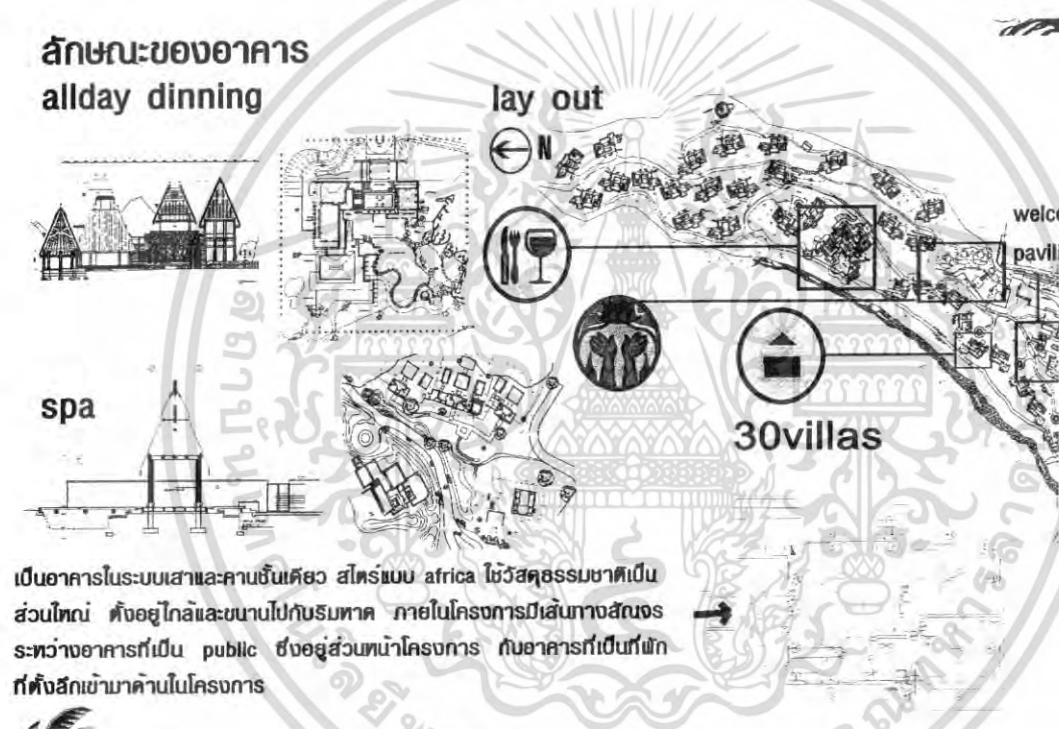 ลักษณะของอาคาร
allday dinning
lay out
N
welco
pavili
spa
30villas
เป็นอาคารในระบบเสาและคานชั้นเดียว สไตร์แบบ africa ใช้วัสดุธรรมชาติเป็น
ส่วนใหญ่ ตั้งอยู่ใกล้และขนานไปกับริมหาด ภายในโครงการมีเส้นทางสัณจร
ระหว่างอาคารที่เป็น public ซึ่งอยู่ส่วนหน้าโครงการ กับอาคารที่เป็นที่พัก
ที่ตั้งลึกเข้ามาด้านในโครงการ